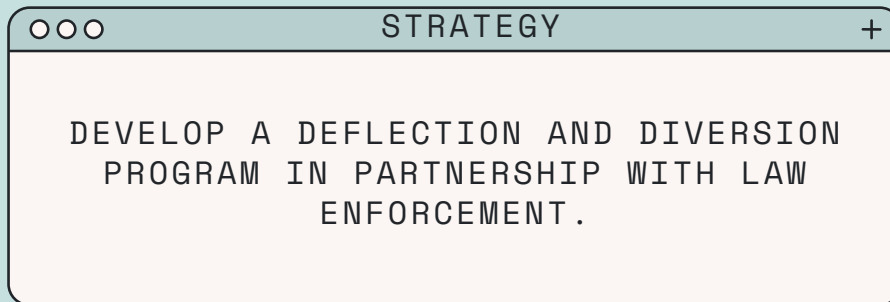 STRATEGY
DEVELOP A DEFLECTION AND DIVERSION
PROGRAM IN PARTNERSHIP WITH LAW
ENFORCEMENT.